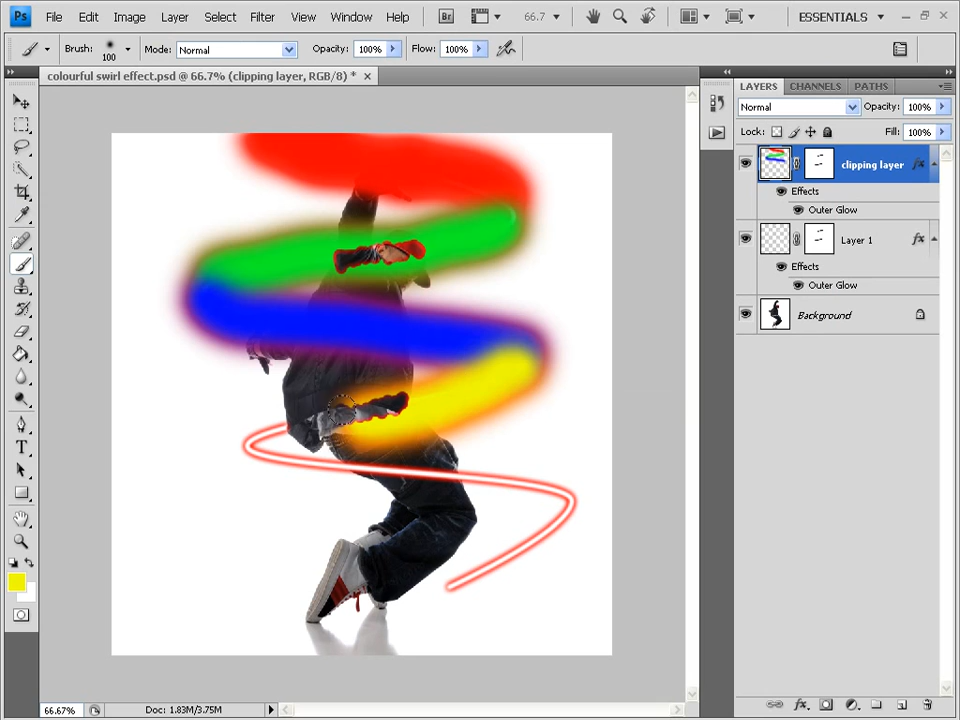 Ps File Edit Image Layer Select Filter View Window Help Br 66.7 ESSENTIALS
Brush: 100 Mode: Normal Opacity: 100% Flow: 100%
colourful swirl effect.psd @ 66.7% (clipping layer, RGB/8) * ×
LAYERS CHANNELS PATHS
Normal Opacity: 100%
Lock: Fill: 100%
clipping layer fx
Effects
Outer Glow
Layer 1 fx
Effects
Outer Glow
Background
T
66.67% Doc: 1.83M/3.75M
fx